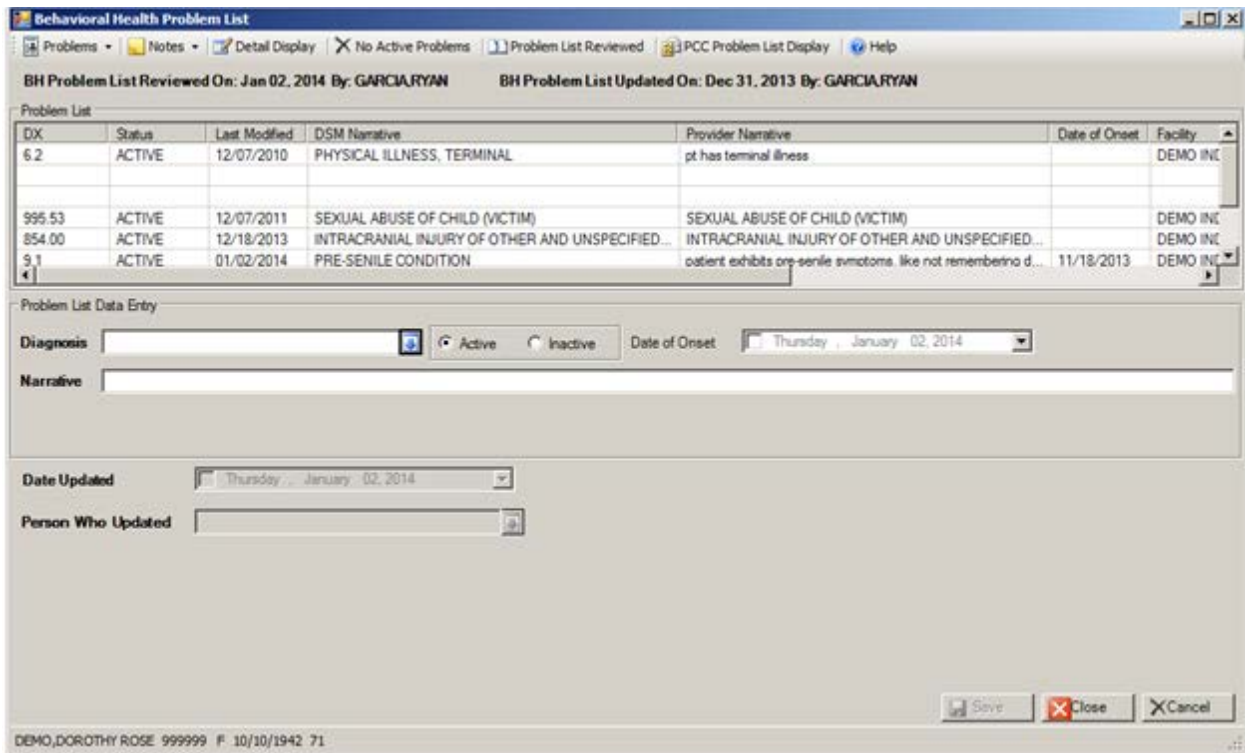 Behavioral Health Problem List
Problems Notes Detail Display No Active Problems Problem List Reviewed PCC Problem List Display Help
BH Problem List Reviewed On: Jan 02, 2014 By: GARCIA,RYAN BH Problem List Updated On: Dec 31, 2013 By: GARCIA,RYAN
Problem List
DX Status Last Modified DSM Narrative Provider Narrative Date of Onset Facility
6.2 ACTIVE 12/07/2010 PHYSICAL ILLNESS, TERMINAL pt has terminal illness DEMO IND
995.53 ACTIVE 12/07/2011 SEXUAL ABUSE OF CHILD (VICTIM) SEXUAL ABUSE OF CHILD (VICTIM) DEMO IND
854.00 ACTIVE 12/18/2013 INTRACRANIAL INJURY OF OTHER AND UNSPECIFIED... INTRACRANIAL INJURY OF OTHER AND UNSPECIFIED... DEMO IND
9.1 ACTIVE 01/02/2014 PRE-SENILE CONDITION patient exhibits pre-senile symptoms, like not remembering d... 11/18/2013 DEMO IND
Problem List Data Entry
Diagnosis Active Inactive Date of Onset Thursday , January 02, 2014
Narrative
Date Updated Thursday , January 02, 2014
Person Who Updated
Save Close Cancel
DEMO,DOROTHY ROSE 999999 F 10/10/1942 71